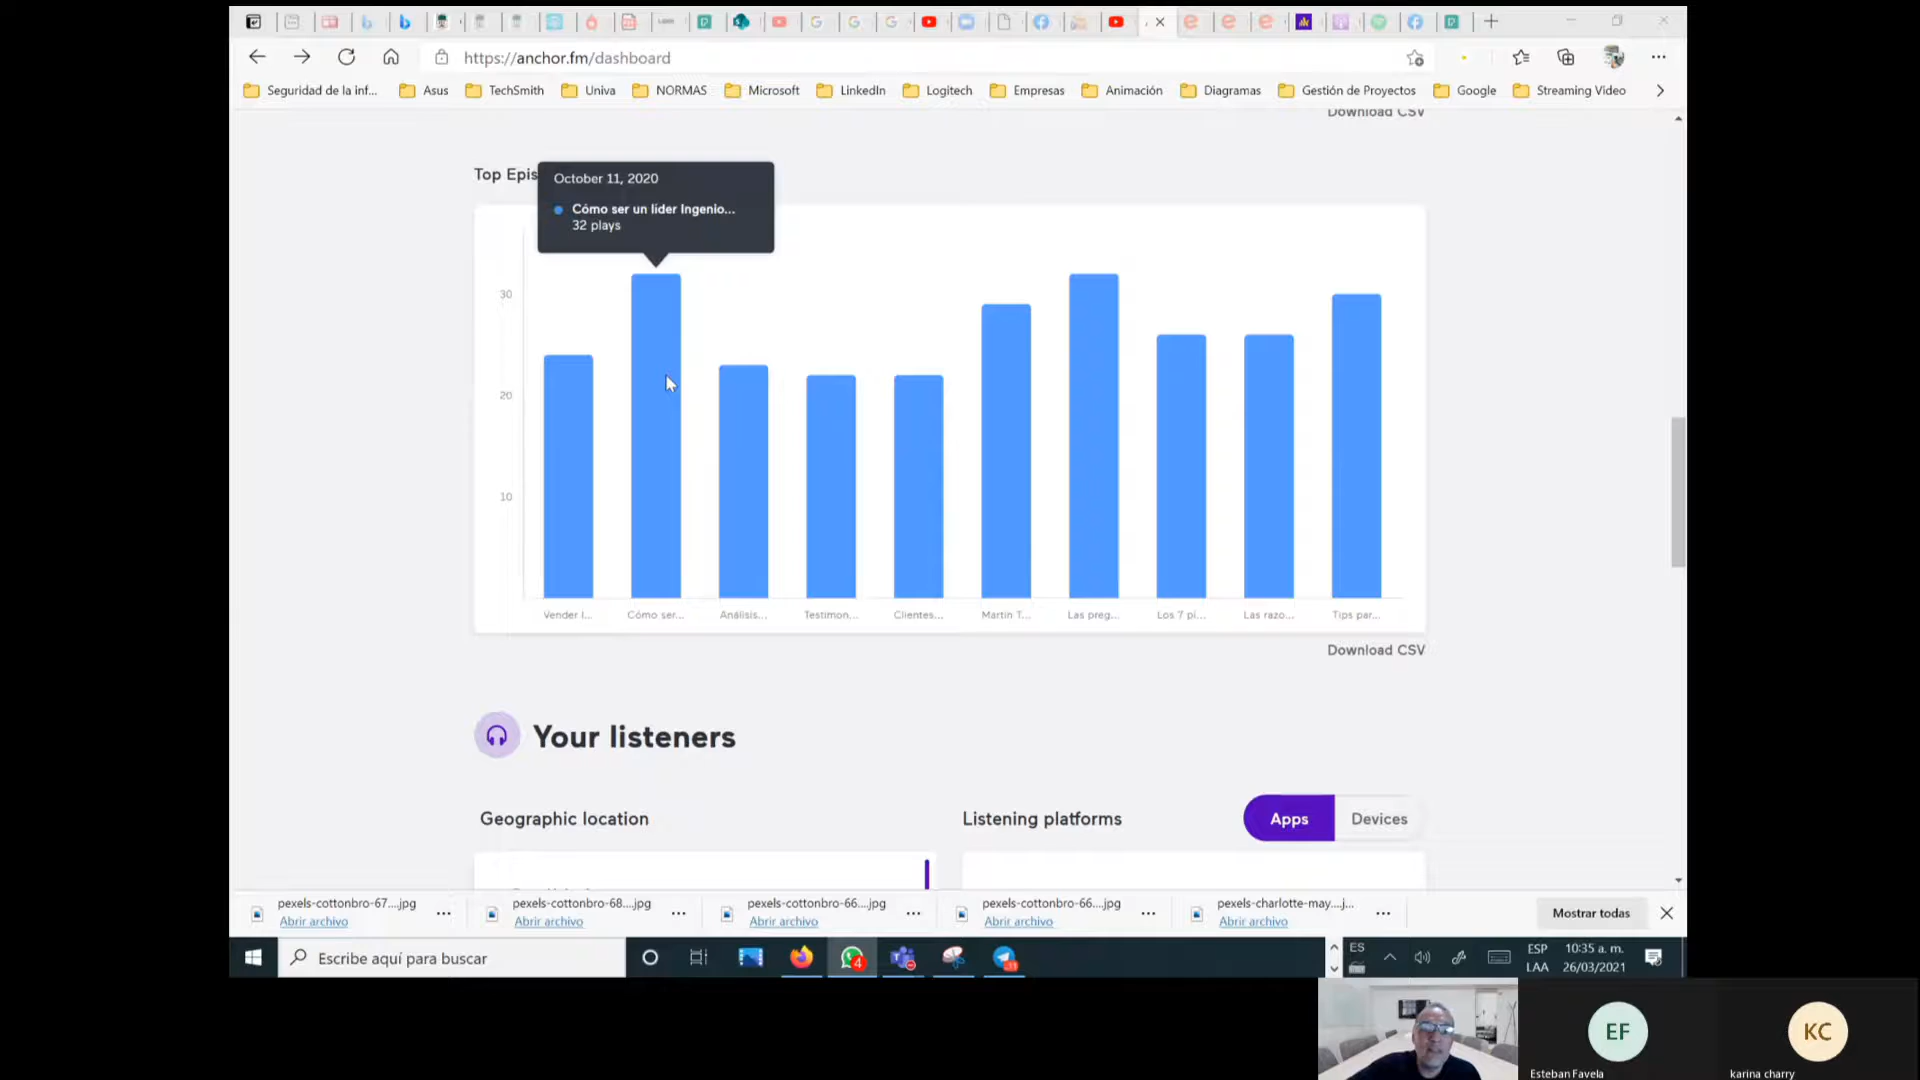 https://anchor.fm/dashboard
Seguridad de la inf... Asus TechSmith Univa NORMAS Microsoft LinkedIn Logitech Empresas Animación Diagramas Gestión de Proyectos Google Streaming Video
Download CSV
Top Epis
October 11, 2020
Cómo ser un líder Ingenio...
32 plays
30
20
10
Vender I... Cómo ser... Análisis... Testimon... Clientes... Martin T... Las preg... Los 7 pi... Las razo... Tips par...
Download CSV
Your listeners
Geographic location
Listening platforms
Apps Devices
pexels-cottonbro-67....jpg
Abrir archivo
pexels-cottonbro-68....jpg
Abrir archivo
pexels-cottonbro-66....jpg
Abrir archivo
pexels-cottonbro-66....jpg
Abrir archivo
pexels-charlotte-may....j...
Abrir archivo
Mostrar todas
Escribe aquí para buscar
4
ES
ESP
LAA
10:35 a. m.
26/03/2021
EF
Esteban Favela
KC
karina charry